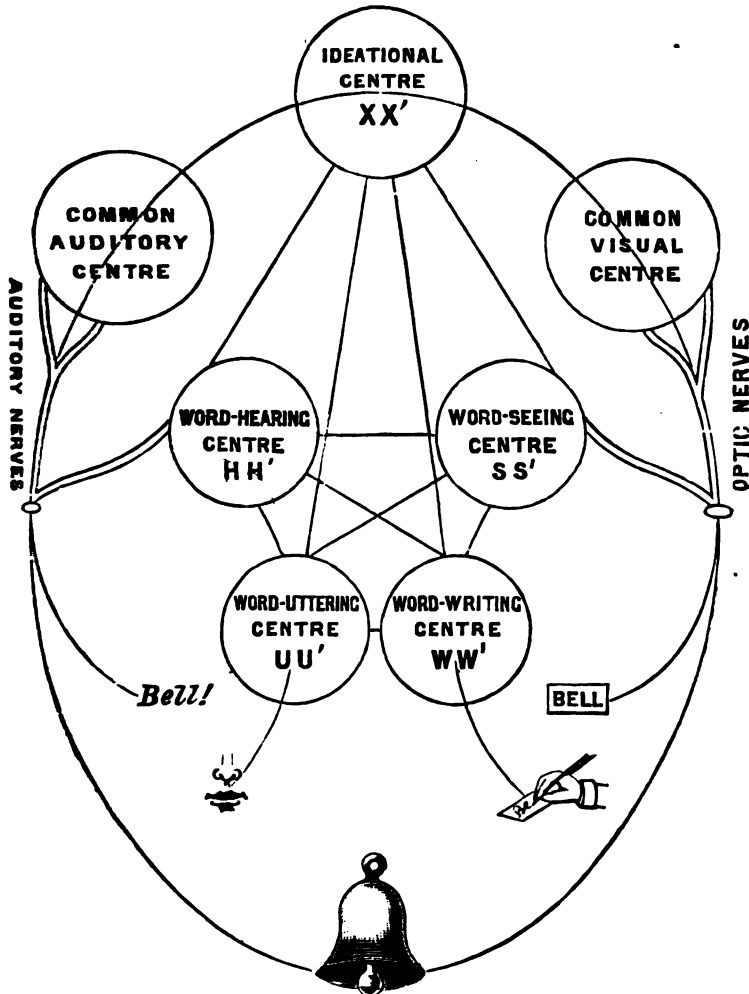 IDEATIONAL
CENTRE
XX'
COMMON
AUDITORY
CENTRE
COMMON
VISUAL
CENTRE
AUDITORY NERVES
OPTIC NERVES
WORD-HEARING
CENTRE
HH'
WORD-SEEING
CENTRE
SS'
WORD-UTTERING
CENTRE
UU'
WORD-WRITING
CENTRE
WW'
Bell!
BELL
Be